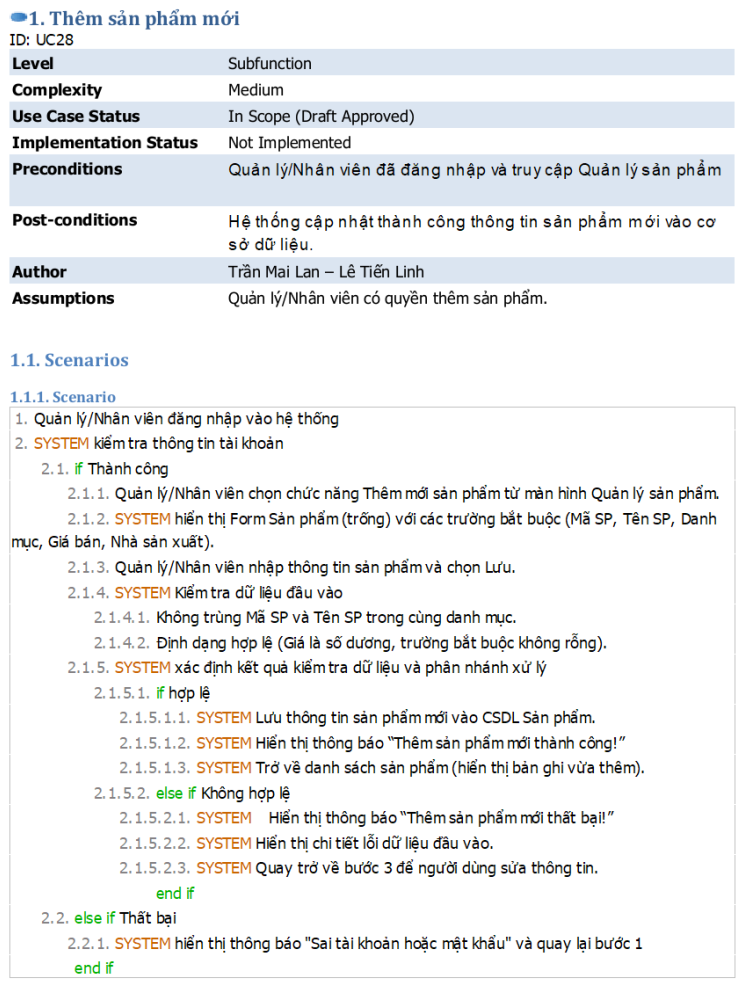 1. Thêm sản phẩm mới
ID: UC28
Level Subfunction
Complexity Medium
Use Case Status In Scope (Draft Approved)
Implementation Status Not Implemented
Preconditions Quản lý/Nhân viên đã đăng nhập và truy cập Quản lý sản phẩm
Post-conditions Hệ thống cập nhật thành công thông tin sản phẩm mới vào cơ
sở dữ liệu.
Author Trần Mai Lan – Lê Tiến Linh
Assumptions Quản lý/Nhân viên có quyền thêm sản phẩm.
1.1. Scenarios
1.1.1. Scenario
1. Quản lý/Nhân viên đăng nhập vào hệ thống
2. SYSTEM kiểm tra thông tin tài khoản
2.1. if Thành công
2.1.1. Quản lý/Nhân viên chọn chức năng Thêm mới sản phẩm từ màn hình Quản lý sản phẩm.
2.1.2. SYSTEM hiển thị Form Sản phẩm (trống) với các trường bắt buộc (Mã SP, Tên SP, Danh
mục, Giá bán, Nhà sản xuất).
2.1.3. Quản lý/Nhân viên nhập thông tin sản phẩm và chọn Lưu.
2.1.4. SYSTEM Kiểm tra dữ liệu đầu vào
2.1.4.1. Không trùng Mã SP và Tên SP trong cùng danh mục.
2.1.4.2. Định dạng hợp lệ (Giá là số dương, trường bắt buộc không rỗng).
2.1.5. SYSTEM xác định kết quả kiểm tra dữ liệu và phân nhánh xử lý
2.1.5.1. if hợp lệ
2.1.5.1.1. SYSTEM Lưu thông tin sản phẩm mới vào CSDL Sản phẩm.
2.1.5.1.2. SYSTEM Hiển thị thông báo “Thêm sản phẩm mới thành công!”
2.1.5.1.3. SYSTEM Trở về danh sách sản phẩm (hiển thị bản ghi vừa thêm).
2.1.5.2. else if Không hợp lệ
2.1.5.2.1. SYSTEM Hiển thị thông báo “Thêm sản phẩm mới thất bại!”
2.1.5.2.2. SYSTEM Hiển thị chi tiết lỗi dữ liệu đầu vào.
2.1.5.2.3. SYSTEM Quay trở về bước 3 để người dùng sửa thông tin.
end if
2.2. else if Thất bại
2.2.1. SYSTEM hiển thị thông báo "Sai tài khoản hoặc mật khẩu" và quay lại bước 1
end if